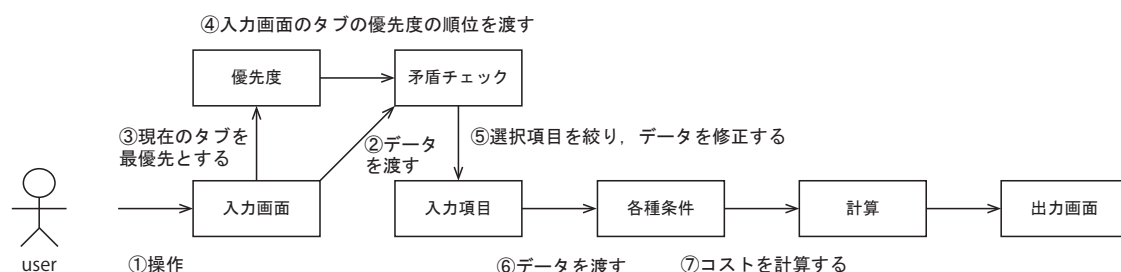 ④入力画面のタブの優先度の順位を渡す
優先度
矛盾チェック
③現在のタブを
最優先とする
②データ
を渡す
⑤選択項目を絞り，データを修正する
入力画面
入力項目
各種条件
計算
出力画面
user
①操作
⑥データを渡す
⑦コストを計算する